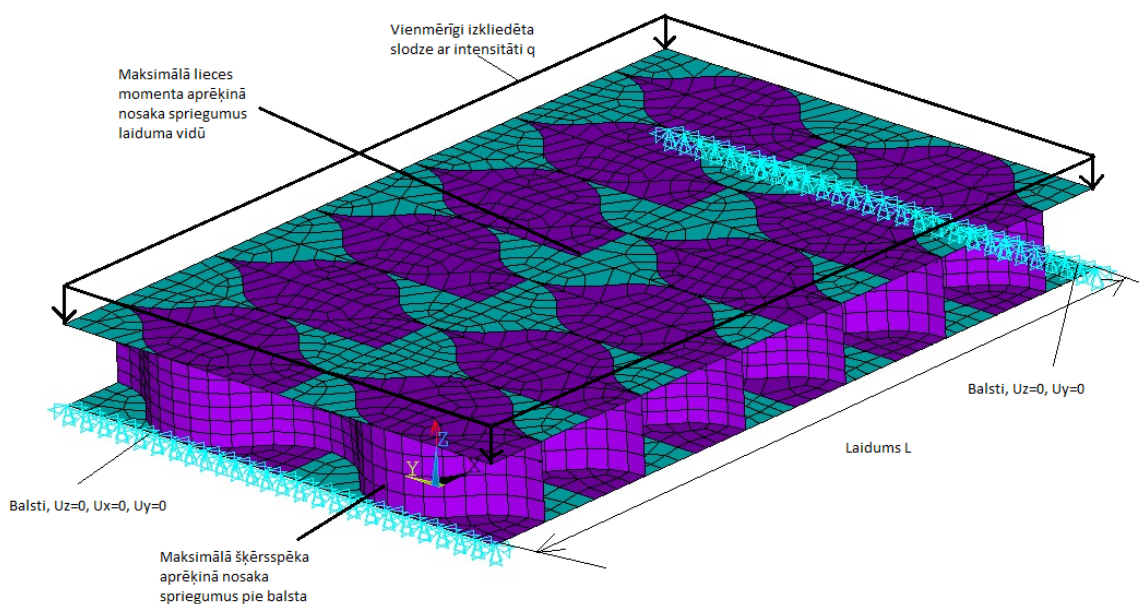 Vienmērīgi izkliedēta
slodze ar intensitāti q
Maksimālā lieces
momenta aprēķinā
nosaka spriegumus
laiduma vidū
Balsti, Uz=0, Uy=0
Laidums L
Z
Y
X
Balsti, Uz=0, Ux=0, Uy=0
Maksimālā šķērsspēka
aprēķinā nosaka
spriegumus pie balsta